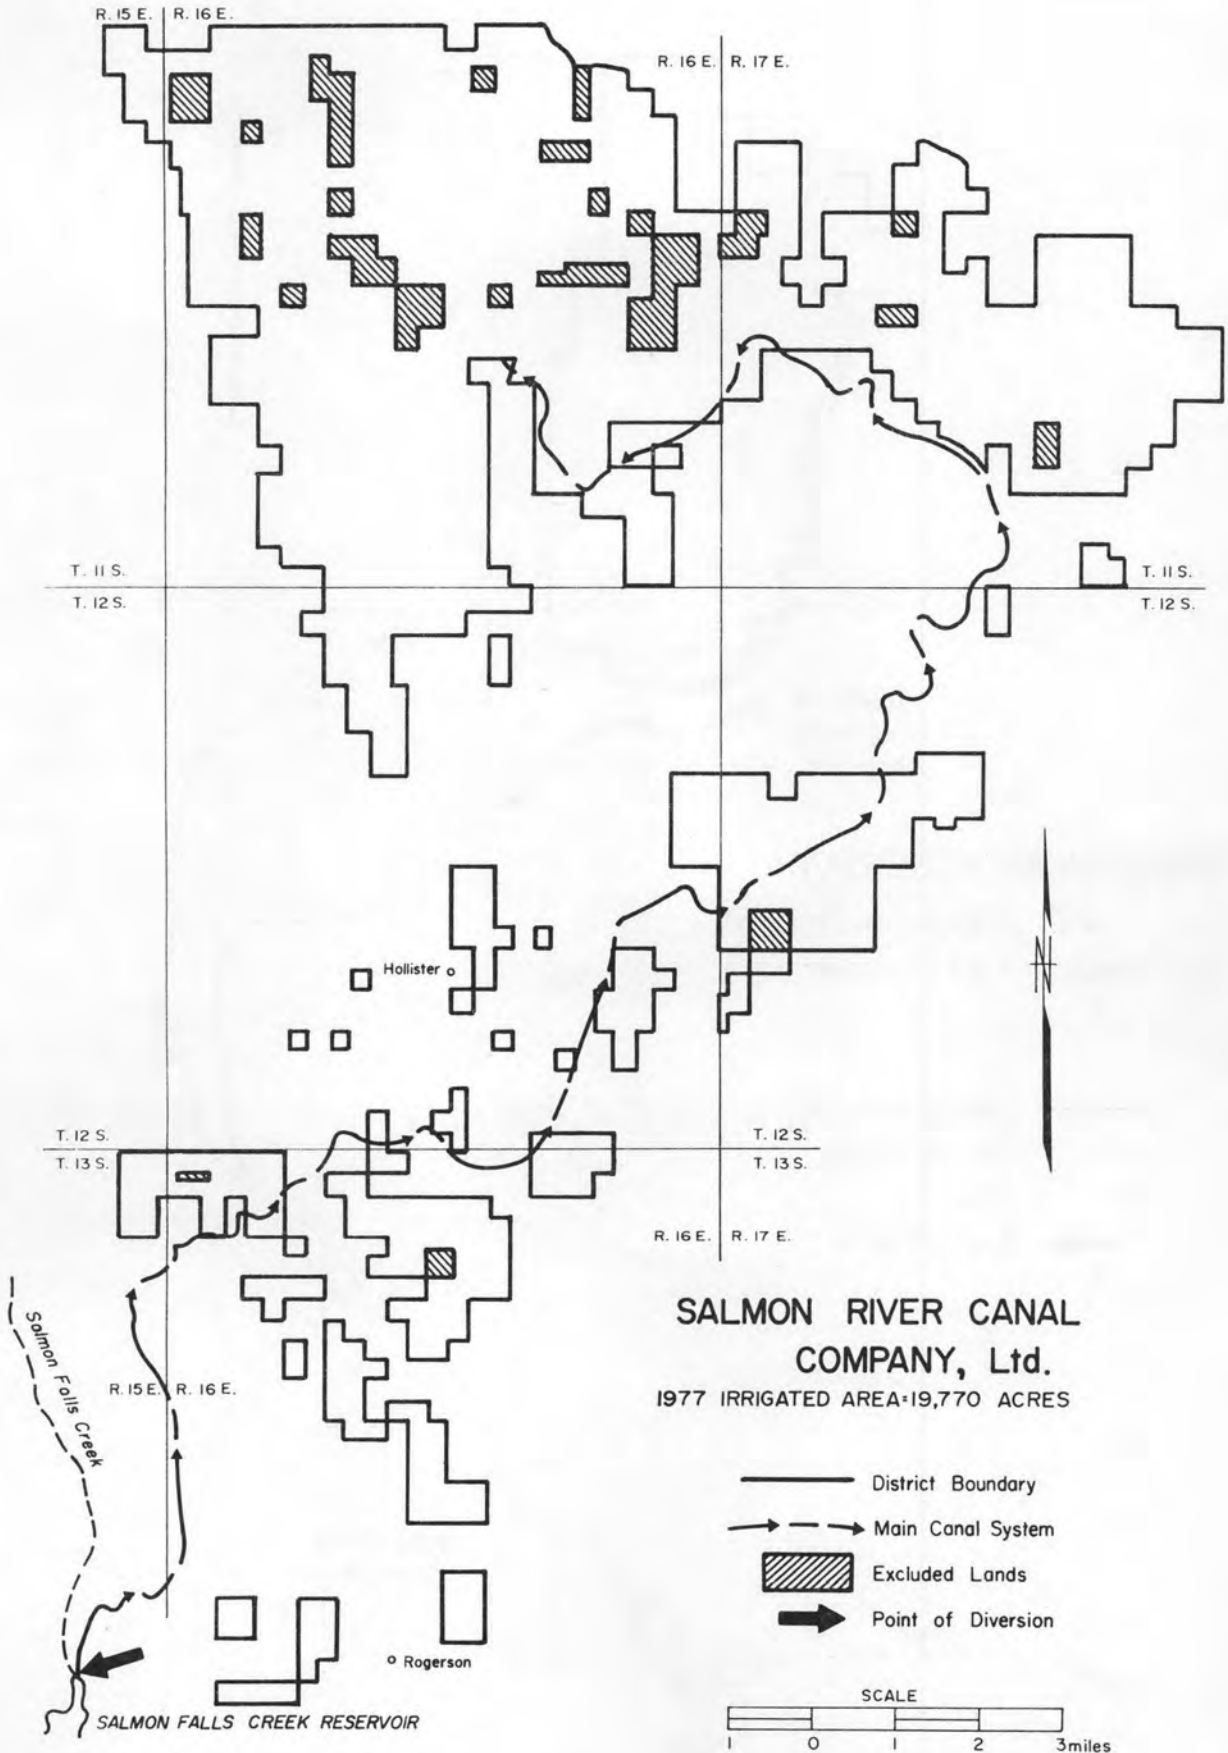 R. 15 E. R. 16 E.
R. 16 E. R. 17 E.
T. 11 S.
T. 12 S.
T. 11 S.
T. 12 S.
Hollister
T. 12 S.
T. 13 S.
T. 12 S.
T. 13 S.
R. 16 E. R. 17 E.
N
Salmon Falls Creek
R. 15 E. R. 16 E.
SALMON RIVER CANAL
COMPANY, Ltd.
1977 IRRIGATED AREA=19,770 ACRES
District Boundary
Main Canal System
Excluded Lands
Point of Diversion
Rogerson
SALMON FALLS CREEK RESERVOIR
SCALE
1 0 1 2 3 miles